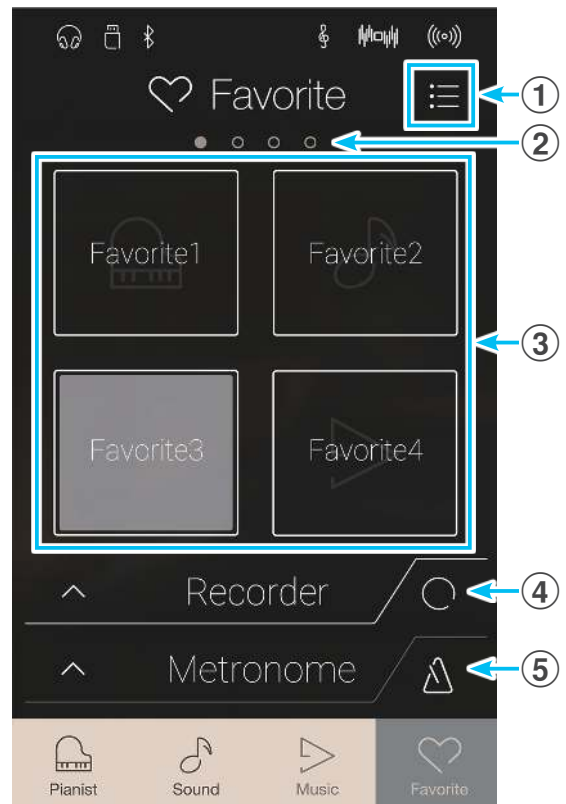 Favorite
1
2
Favorite1
Favorite2
3
Favorite3
Favorite4
Recorder
4
Metronome
5
Pianist
Sound
Music
Favorite